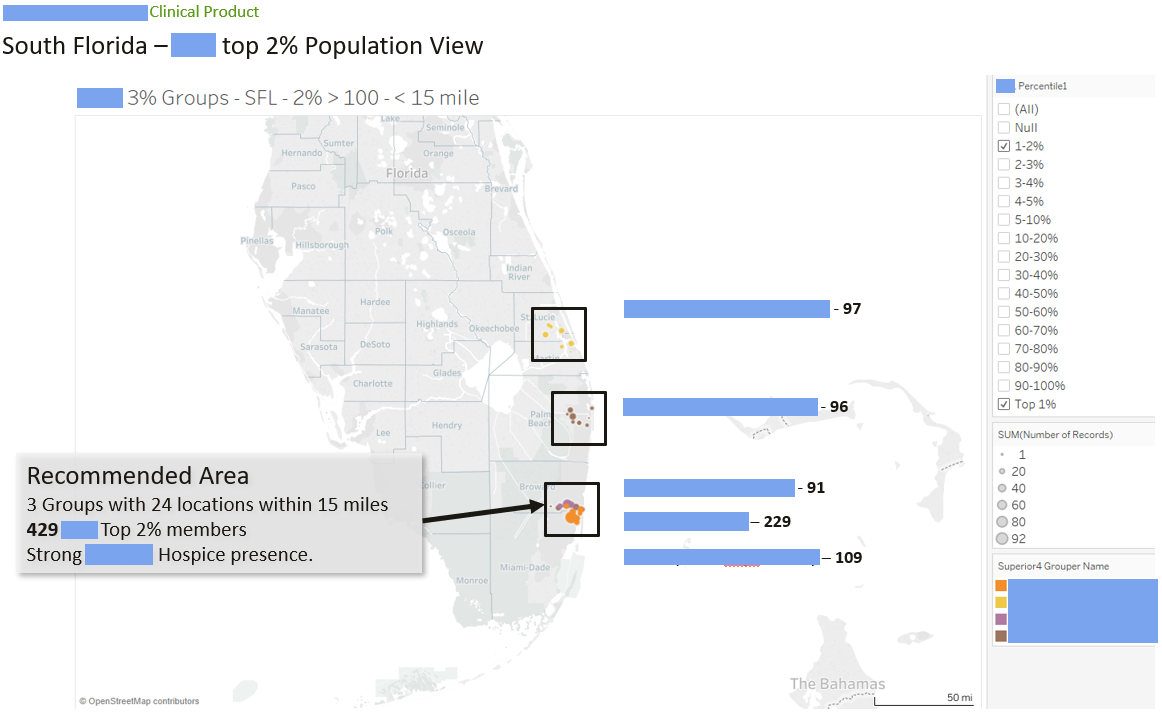 Clinical Product
South Florida – top 2% Population View
3% Groups - SFL - 2% > 100 - < 15 mile
Lake
Seminole
Sumter
Hernando
Orange
Florida
Pasco
Brevard
Polk
Osceola
Pinellas
Hillsborough
Indian
River
Hardee
Manatee
St. Lucie
Highlands
Okeechobee
Sarasota
DeSoto
Martin
Glades
Charlotte
Palm
Beach
Hendry
Lee
Collier
Broward
Miami-Dade
Monroe
The Bahamas
50 mi
© OpenStreetMap contributors
- 97
- 96
- 91
– 229
– 109
Recommended Area
3 Groups with 24 locations within 15 miles
429 Top 2% members
Strong Hospice presence.
Percentile1
(All)
Null
1-2%
2-3%
3-4%
4-5%
5-10%
10-20%
20-30%
30-40%
40-50%
50-60%
60-70%
70-80%
80-90%
90-100%
Top 1%
SUM(Number of Records)
1
20
40
60
80
92
Superior4 Grouper Name